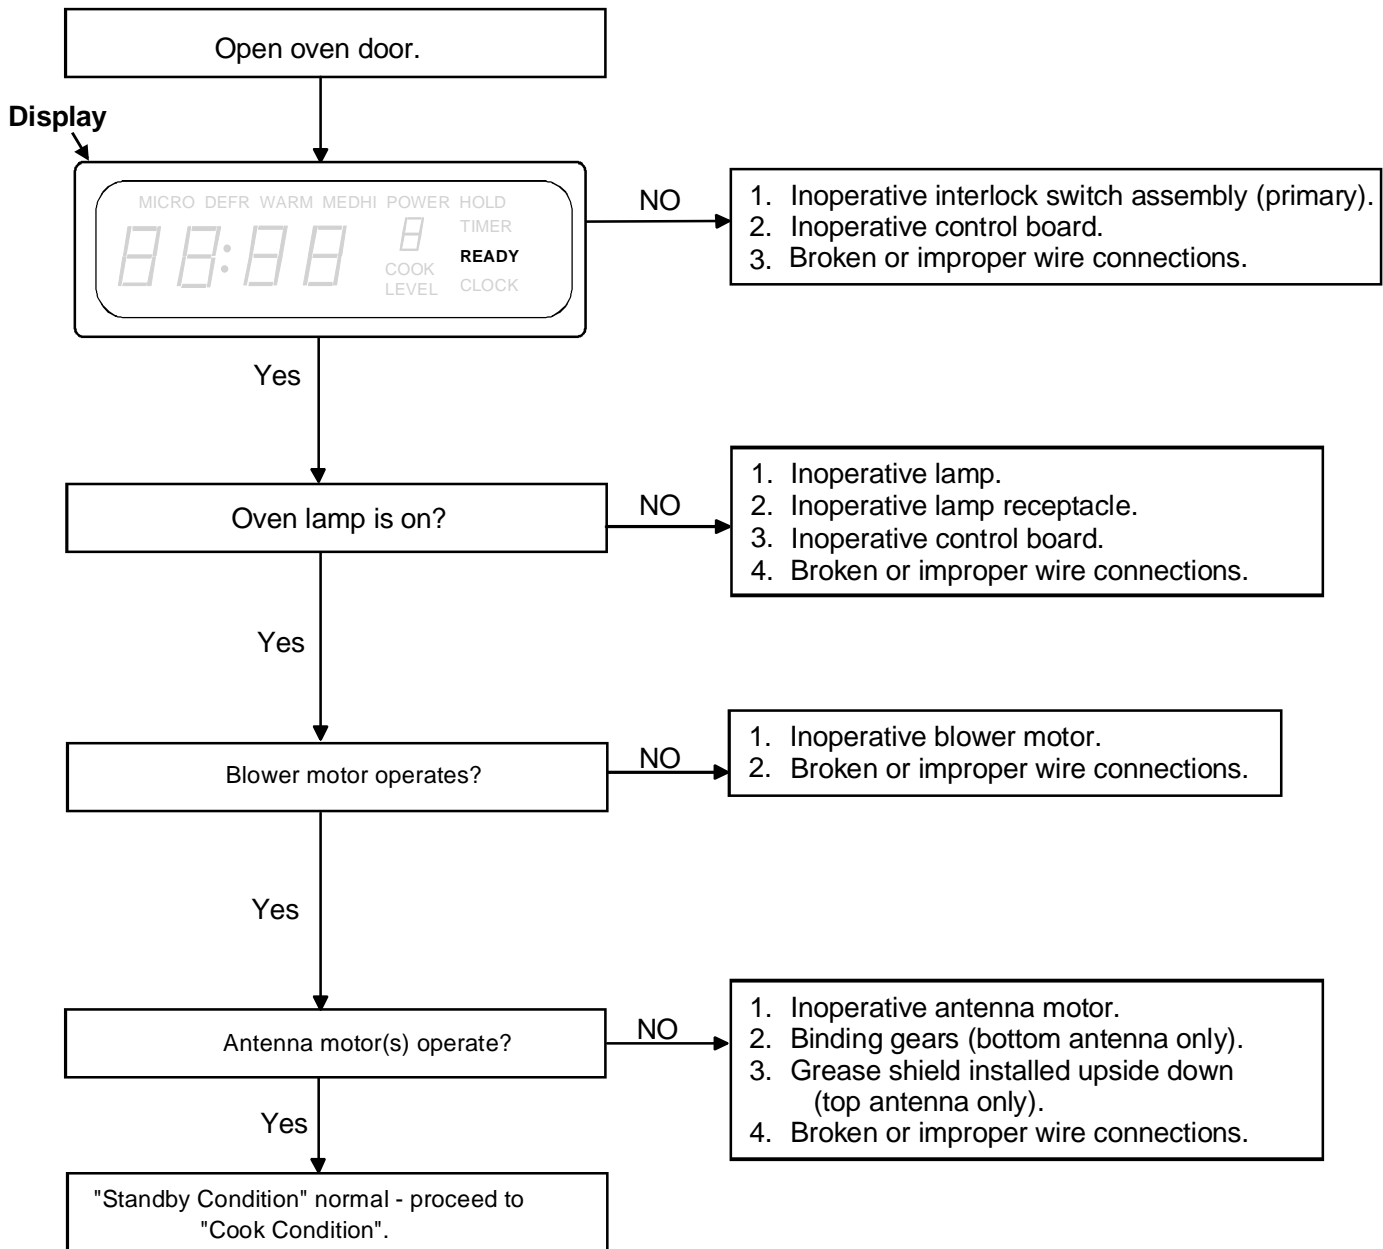 Open oven door.
Display
MICRO DEFR WARM MEDHI POWER HOLD
TIMER
88:88 8
READY
COOK
LEVEL CLOCK
NO
1. Inoperative interlock switch assembly (primary).
2. Inoperative control board.
3. Broken or improper wire connections.
Yes
Oven lamp is on?
NO
1. Inoperative lamp.
2. Inoperative lamp receptacle.
3. Inoperative control board.
4. Broken or improper wire connections.
Yes
Blower motor operates?
NO
1. Inoperative blower motor.
2. Broken or improper wire connections.
Yes
Antenna motor(s) operate?
NO
1. Inoperative antenna motor.
2. Binding gears (bottom antenna only).
3. Grease shield installed upside down
(top antenna only).
4. Broken or improper wire connections.
Yes
"Standby Condition" normal - proceed to
"Cook Condition".